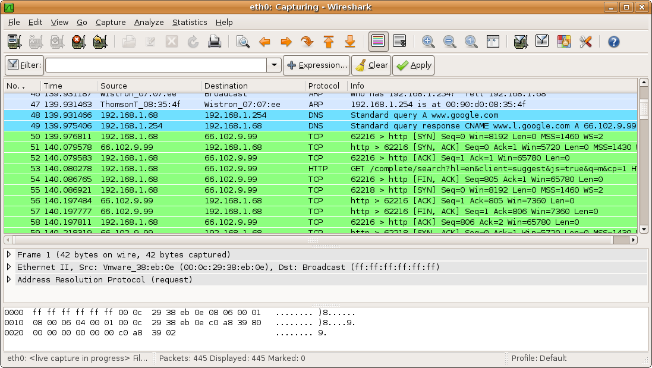 eth0: Capturing - Wireshark
File Edit View Go Capture Analyze Statistics Help
Filter: Expression... Clear Apply
No. . Time Source Destination Protocol Info
46 139.931187 Wistron_07:07:ee Broadcast ARP Who has 192.168.1.254? Tell 192.168.1.68
47 139.931463 ThomsonT_08:35:4f Wistron_07:07:ee ARP 192.168.1.254 is at 00:90:d0:08:35:4f
48 139.931466 192.168.1.68 192.168.1.254 DNS Standard query A www.google.com
49 139.975406 192.168.1.254 192.168.1.68 DNS Standard query response CNAME www.l.google.com A 66.102.9.99
50 139.976811 192.168.1.68 66.102.9.99 TCP 62216 > http [SYN] Seq=0 Win=8192 Len=0 MSS=1460 WS=2
51 140.079578 66.102.9.99 192.168.1.68 TCP http > 62216 [SYN, ACK] Seq=0 Ack=1 Win=5720 Len=0 MSS=1430
52 140.079583 192.168.1.68 66.102.9.99 TCP 62216 > http [ACK] Seq=1 Ack=1 Win=65780 Len=0
53 140.080278 192.168.1.68 66.102.9.99 HTTP GET /complete/search?hl=en&client=suggest&js=true&q=m&cp=1 H
54 140.086765 192.168.1.68 66.102.9.99 TCP 62216 > http [FIN, ACK] Seq=805 Ack=1 Win=65780 Len=0
55 140.086921 192.168.1.68 66.102.9.99 TCP 62218 > http [SYN] Seq=0 Win=8192 Len=0 MSS=1460 WS=2
56 140.197484 66.102.9.99 192.168.1.68 TCP http > 62216 [ACK] Seq=1 Ack=805 Win=7360 Len=0
57 140.197777 66.102.9.99 192.168.1.68 TCP http > 62216 [FIN, ACK] Seq=1 Ack=806 Win=7360 Len=0
58 140.197811 192.168.1.68 66.102.9.99 TCP 62216 > http [ACK] Seq=806 Ack=2 Win=65780 Len=0
59 140.218319 66.102.9.99 192.168.1.68 TCP
Frame 1 (42 bytes on wire, 42 bytes captured)
Ethernet II, Src: Vmware_38:eb:0e (00:0c:29:38:eb:0e), Dst: Broadcast (ff:ff:ff:ff:ff:ff)
Address Resolution Protocol (request)
0000 ff ff ff ff ff ff 00 0c 29 38 eb 0e 08 06 00 01 ........ )8......
0010 08 00 06 04 00 01 00 0c 29 38 eb 0e c0 a8 39 80 ........ )8....9.
0020 00 00 00 00 00 00 c0 a8 39 02 ........ 9.
eth0: <live capture in progress> Fil... Packets: 445 Displayed: 445 Marked: 0 Profile: Default